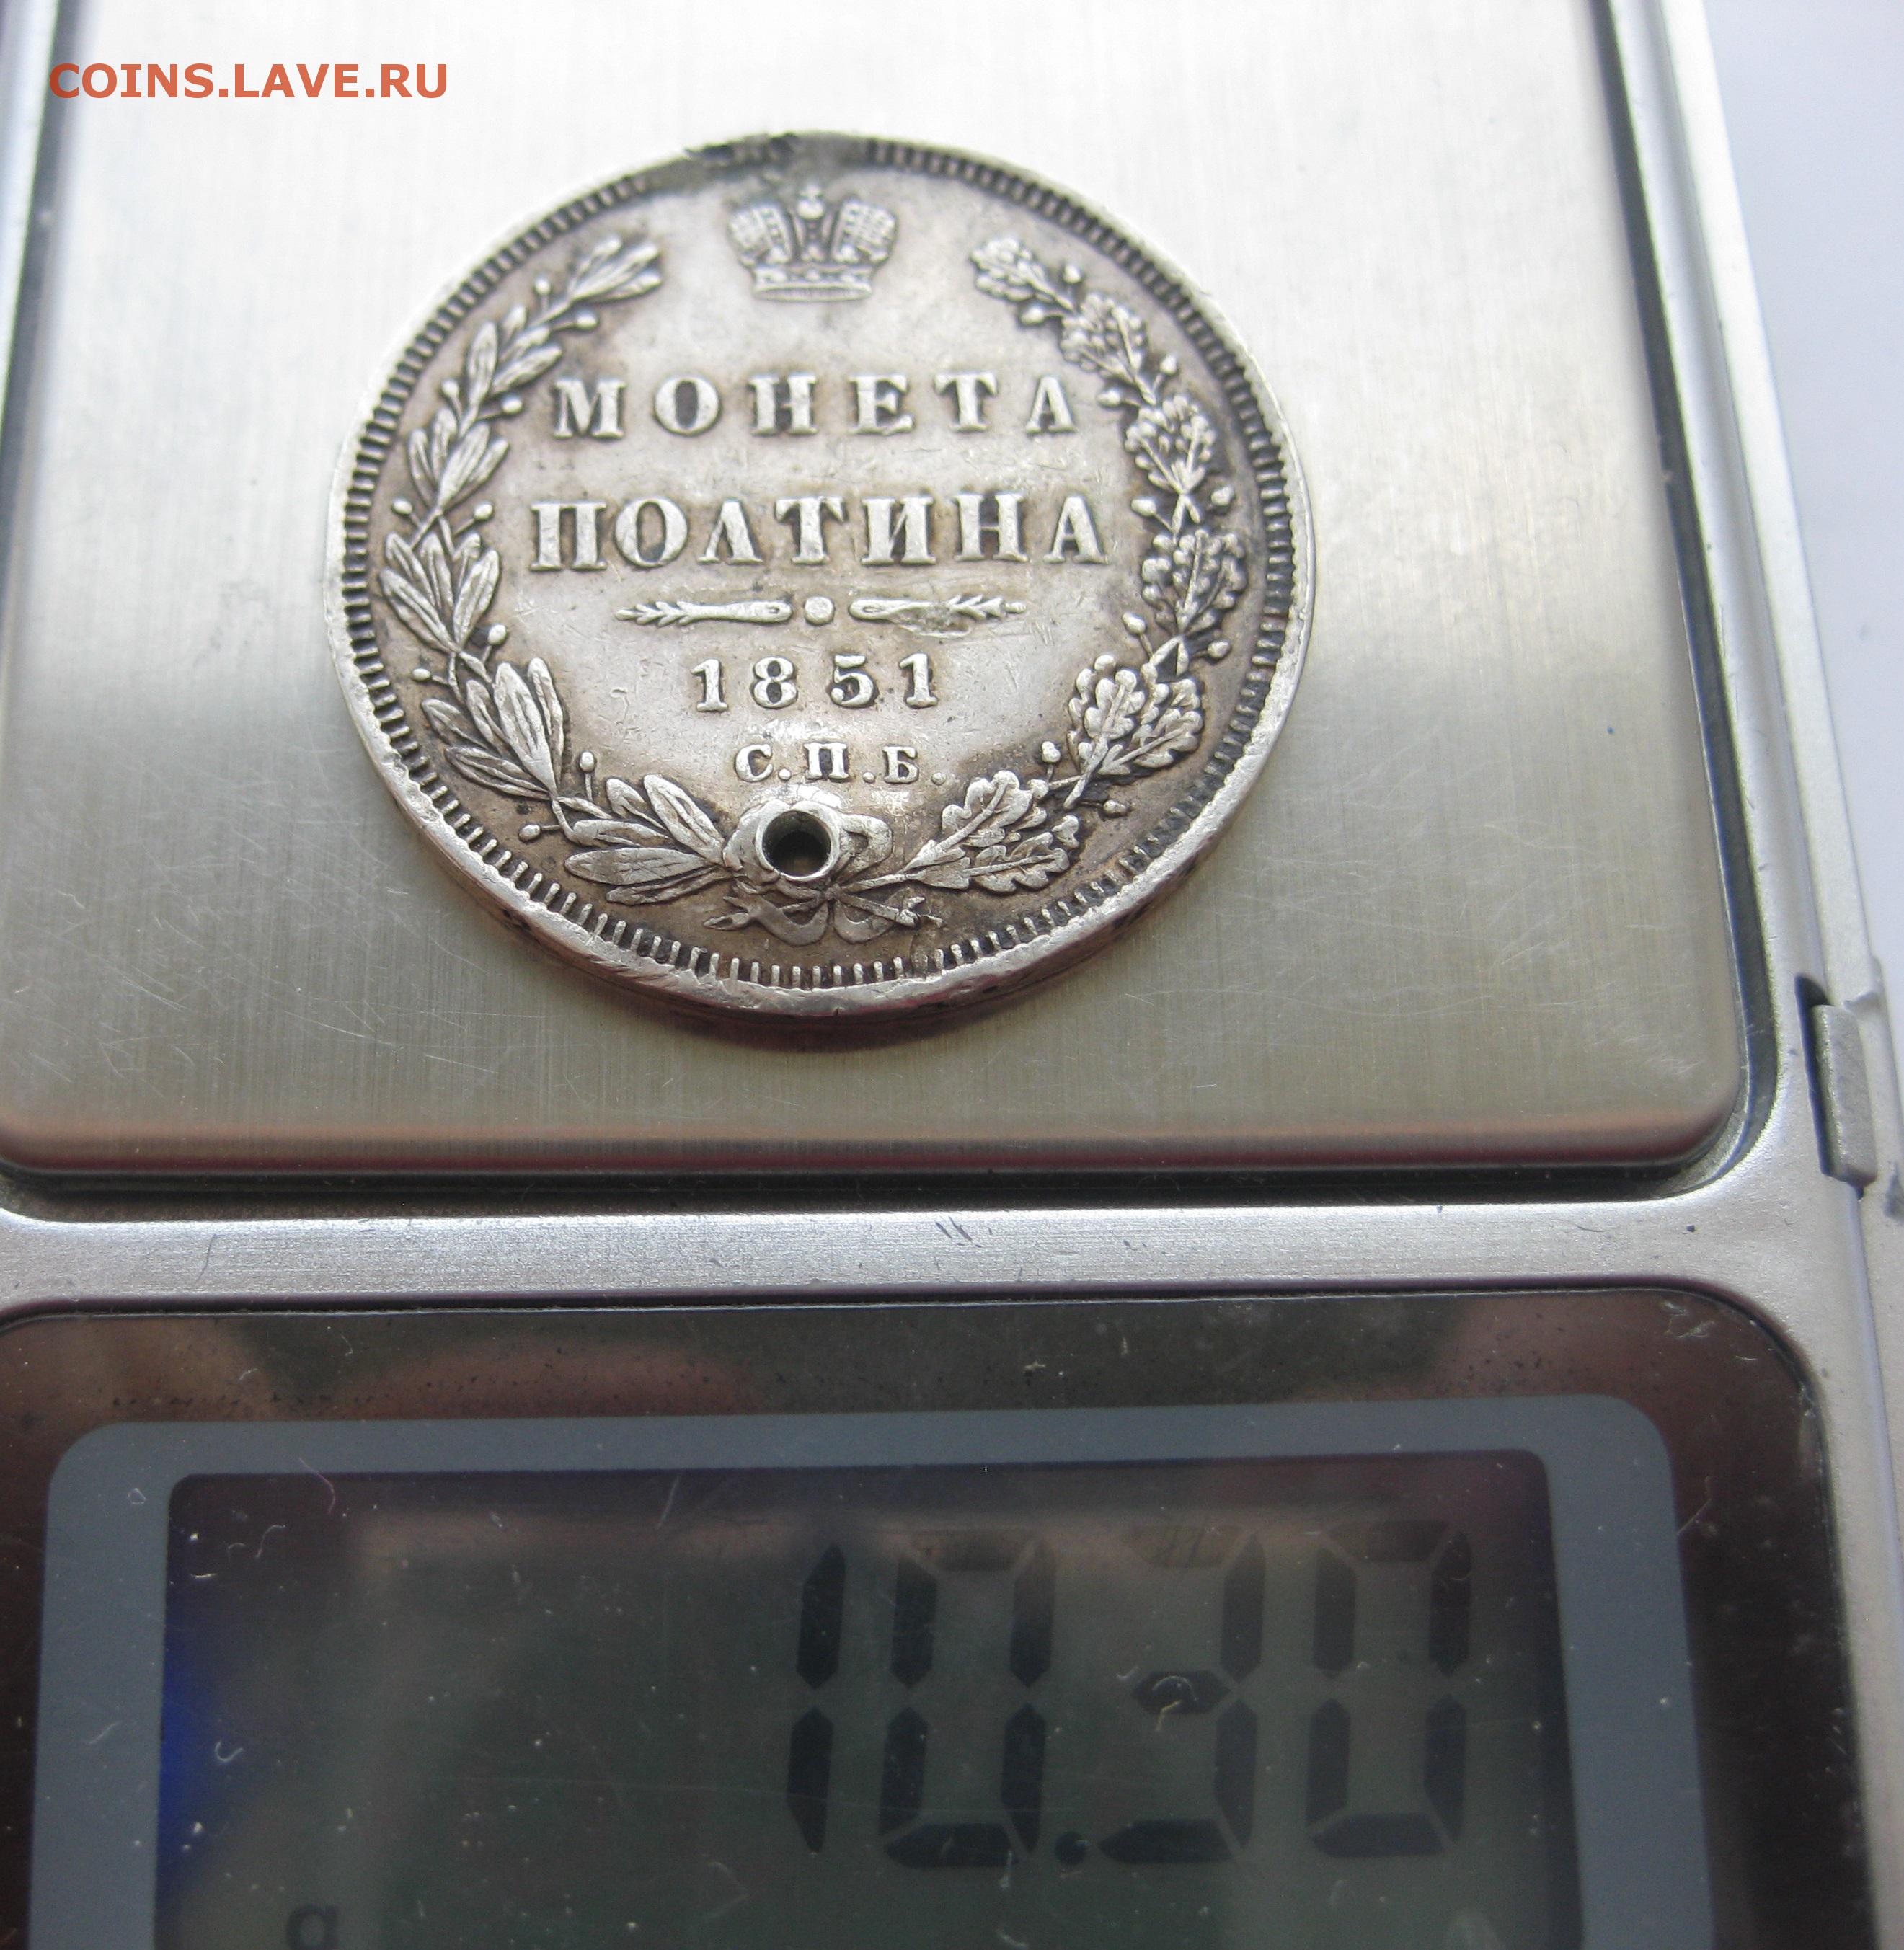 COINS.LAVE.RU
МОНЕТА
ПОЛТИНА
1851
С.П.Б.
10.30
g